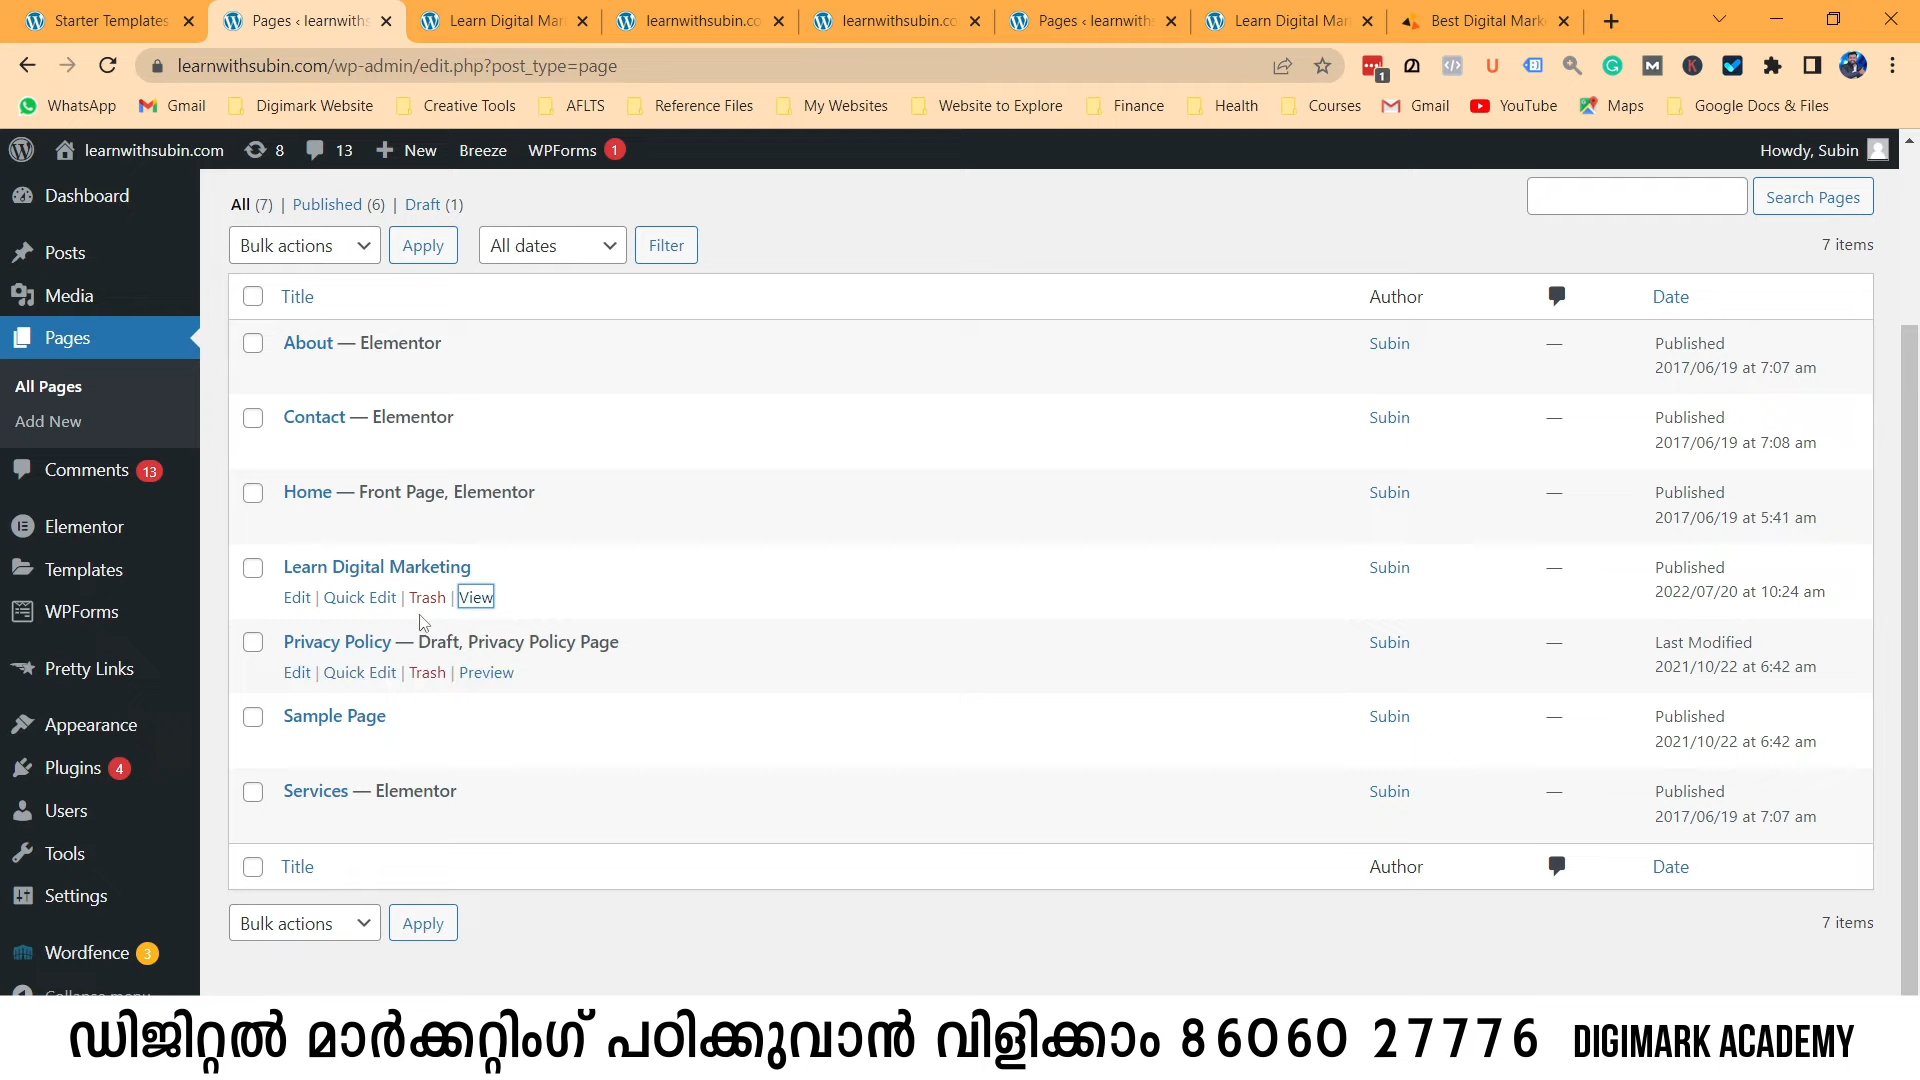 Starter Templates
Pages ‹ learnwiths
Learn Digital Mar
learnwithsubin.co
learnwithsubin.co
Pages ‹ learnwiths
Learn Digital Mar
Best Digital Mark
learnwithsubin.com/wp-admin/edit.php?post_type=page
1
WhatsApp
Gmail
Digimark Website
Creative Tools
AFLTS
Reference Files
My Websites
Website to Explore
Finance
Health
Courses
Gmail
YouTube
Maps
Google Docs & Files
learnwithsubin.com
8
13
New
Breeze
WPForms 1
Howdy, Subin
Dashboard
Posts
Media
Pages
All Pages
Add New
Comments 13
Elementor
Templates
WPForms
Pretty Links
Appearance
Plugins 4
Users
Tools
Settings
Wordfence 3
Collapse menu
All (7) | Published (6) | Draft (1)
Search Pages
Bulk actions
Apply
All dates
Filter
7 items
Title Author Date
About — Elementor Subin — Published
2017/06/19 at 7:07 am
Contact — Elementor Subin — Published
2017/06/19 at 7:08 am
Home — Front Page, Elementor Subin — Published
2017/06/19 at 5:41 am
Learn Digital Marketing Subin — Published
Edit | Quick Edit | Trash | View 2022/07/20 at 10:24 am
Privacy Policy — Draft, Privacy Policy Page Subin — Last Modified
Edit | Quick Edit | Trash | Preview 2021/10/22 at 6:42 am
Sample Page Subin — Published
2021/10/22 at 6:42 am
Services — Elementor Subin — Published
2017/06/19 at 7:07 am
Title Author Date
Bulk actions
Apply
7 items
ഡിജിറ്റൽ മാർക്കറ്റിംഗ് പഠിക്കുവാൻ വിളിക്കാം 86060 27776 DIGIMARK ACADEMY